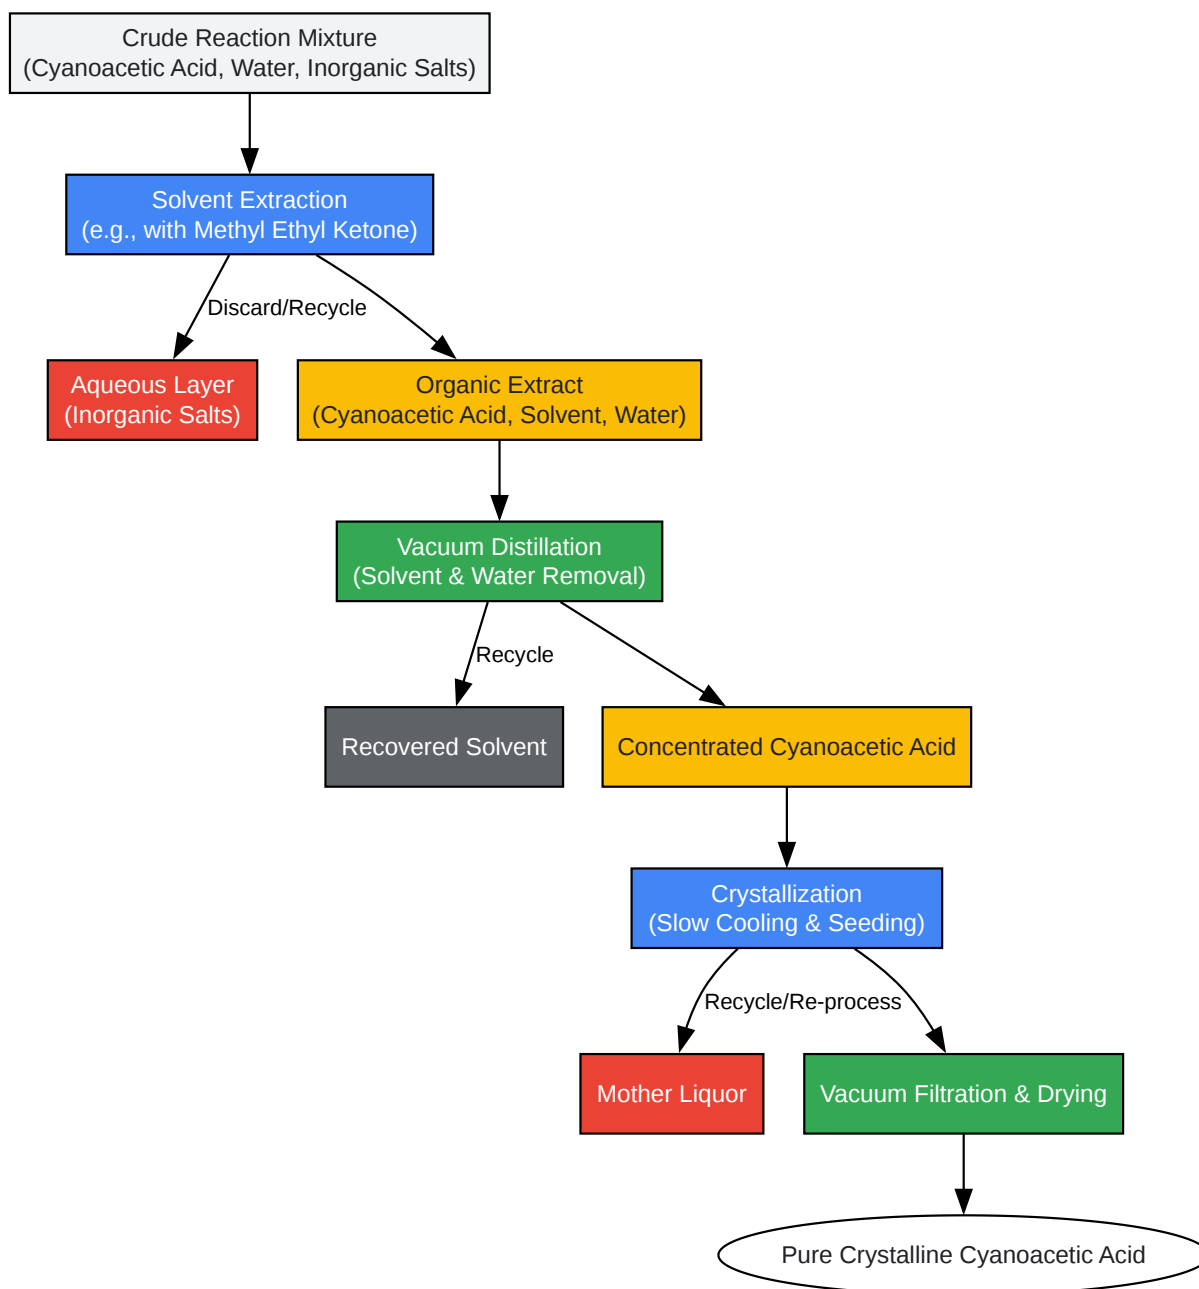 Crude Reaction Mixture
(Cyanoacetic Acid, Water, Inorganic Salts)
Solvent Extraction
(e.g., with Methyl Ethyl Ketone)
Discard/Recycle
Aqueous Layer
(Inorganic Salts)
Organic Extract
(Cyanoacetic Acid, Solvent, Water)
Vacuum Distillation
(Solvent & Water Removal)
Recycle
Recovered Solvent
Concentrated Cyanoacetic Acid
Crystallization
(Slow Cooling & Seeding)
Recycle/Re-process
Mother Liquor
Vacuum Filtration & Drying
Pure Crystalline Cyanoacetic Acid